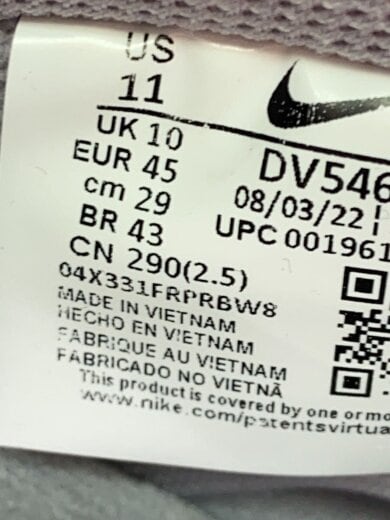 US
11
UK 10
EUR 45
cm 29
BR 43
CN 290(2.5)
DV546
08/03/22
UPC 001961
04X331FRPRBW8
MADE IN VIETNAM
HECHO EN VIETNAM
FABRIQUE AU VIETNAM
FABRICADO NO VIETNÃ
This product is covered by one or mo
www.nike.com/patentsvirtua